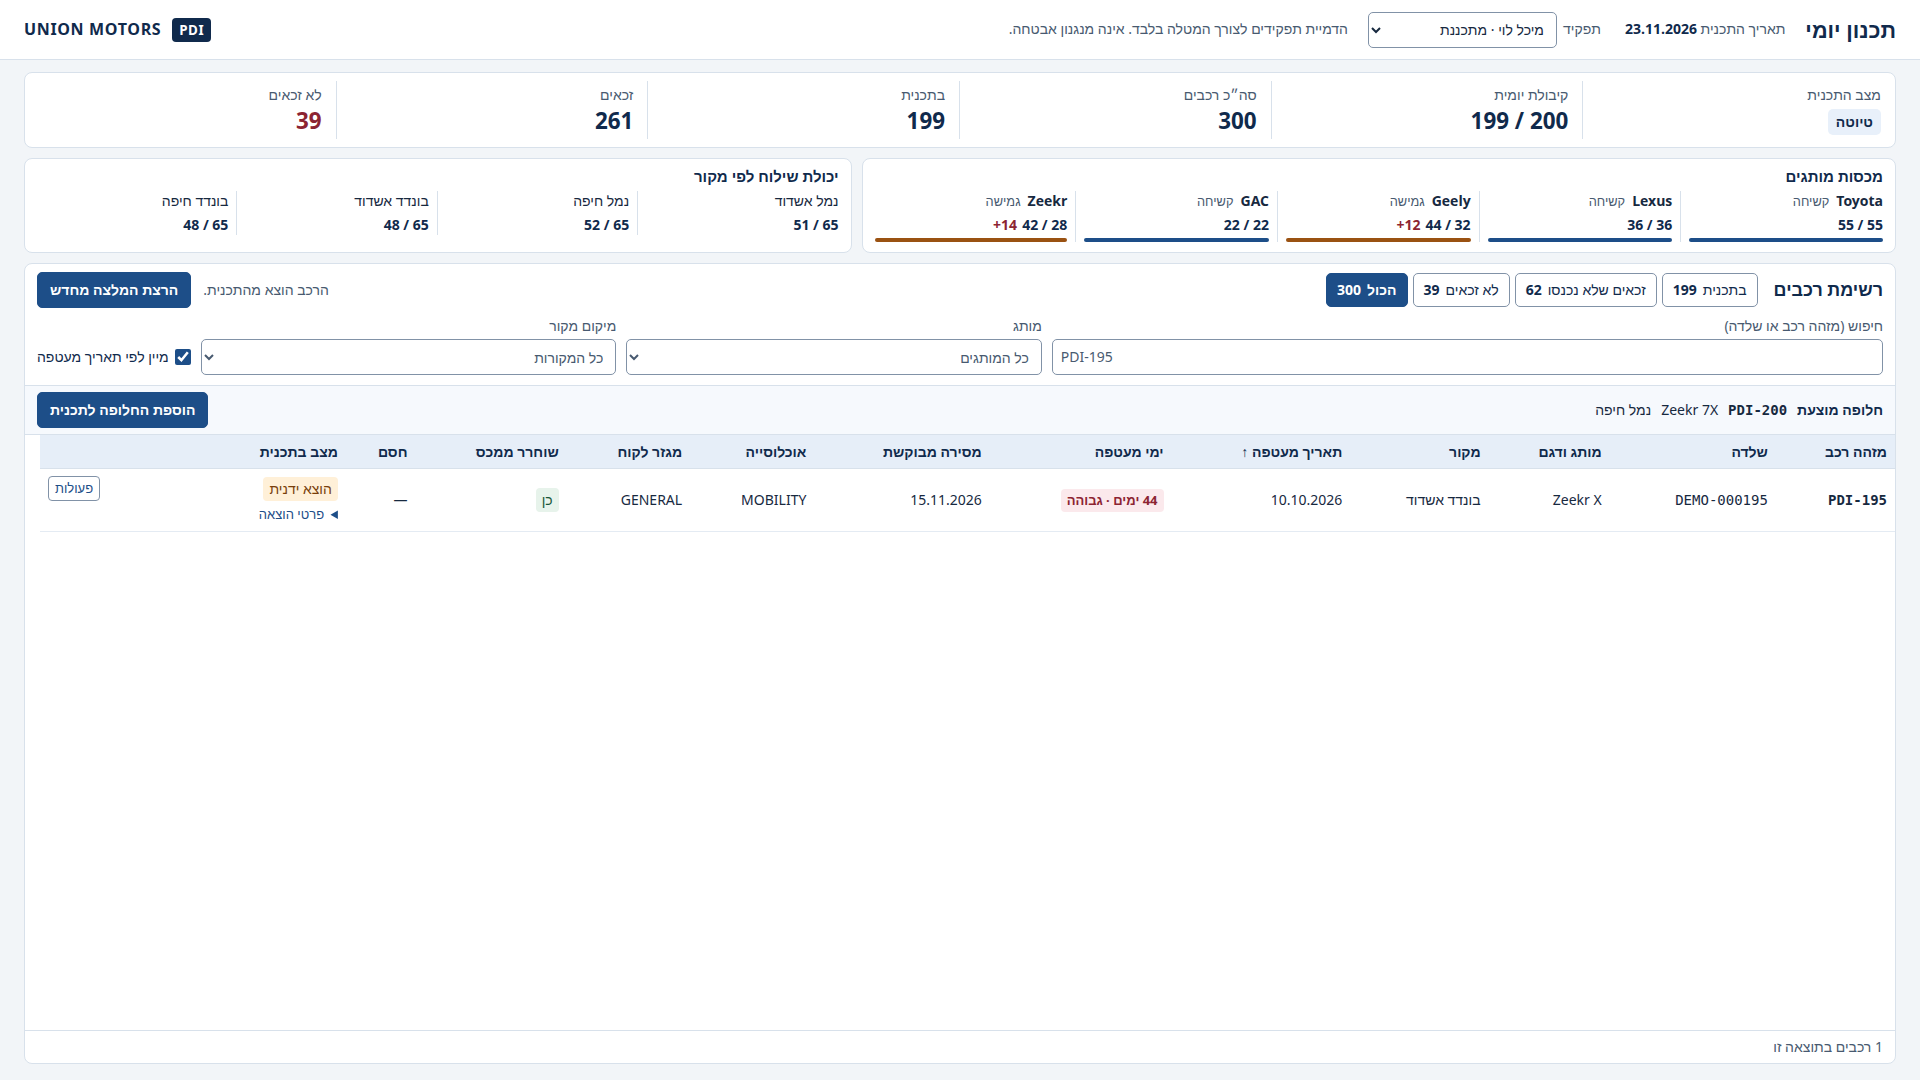 תכנון יומי
תאריך התכנית 23.11.2026
תפקיד
מיכל לוי · מתכננת
הדמיית תפקידים לצורך המטלה בלבד. אינה מנגנון אבטחה.
PDI UNION MOTORS
מצב התכנית
טיוטה
קיבולת יומית
199 / 200
סה״כ רכבים
300
בתכנית
199
זכאים
261
לא זכאים
39
מכסות מותגים
Toyota קשיחה
55 / 55
Lexus קשיחה
36 / 36
Geely גמישה
44 / 32 +12
GAC קשיחה
22 / 22
Zeekr גמישה
42 / 28 +14
יכולת שילוח לפי מקור
נמל אשדוד
51 / 65
נמל חיפה
52 / 65
בונדד אשדוד
48 / 65
בונדד חיפה
48 / 65
רשימת רכבים
בתכנית 199
זכאים שלא נכנסו 62
לא זכאים 39
הכול 300
הרכב הוצא מהתכנית.
הרצת המלצה מחדש
חיפוש (מזהה רכב או שלדה)
PDI-195
מותג
כל המותגים
מיקום מקור
כל המקורות
מיין לפי תאריך מעטפה
חלופה מוצעת PDI-200 Zeekr 7X נמל חיפה
הוספת החלופה לתכנית
מזהה רכב שלדה מותג ודגם מקור תאריך מעטפה ↑ ימי מעטפה מסירה מבוקשת אוכלוסייה מגזר לקוח שוחרר ממכס חסם מצב בתכנית
PDI-195 DEMO-000195 Zeekr X בונדד אשדוד 10.10.2026 44 ימים · גבוהה 15.11.2026 MOBILITY GENERAL כן — הוצא ידנית פעולות
◀ פרטי הוצאה
1 רכבים בתוצאה זו